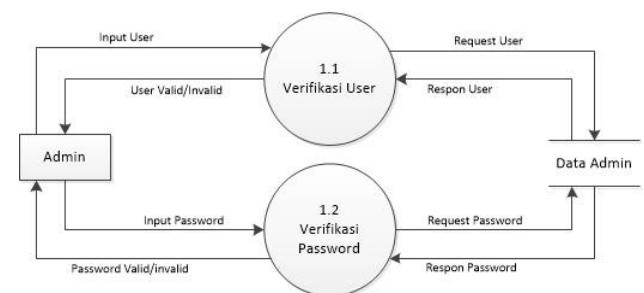 Input User
Request User
1.1
Verifikasi User
User Valid/Invalid
Respon User
Admin
Data Admin
1.2
Verifikasi
Password
Input Password
Request Password
Password Valid/invalid
Respon Password